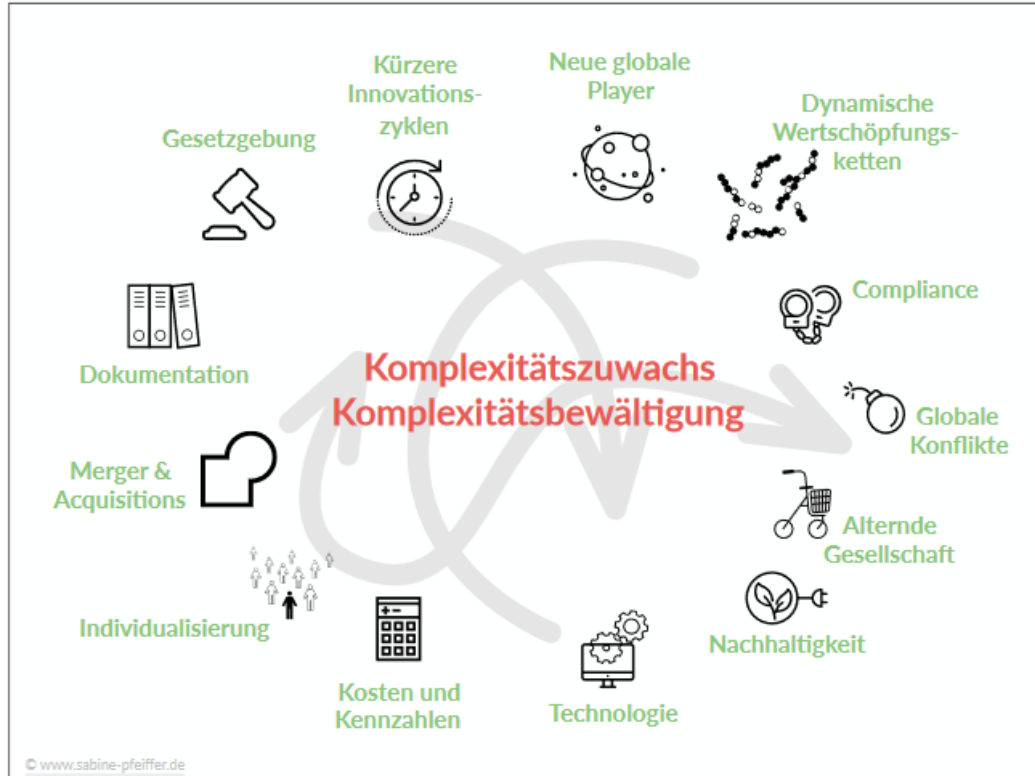 Kürzere
Innovations-
zyklen
Neue globale
Player
Dynamische
Wertschöpfungs-
ketten
Gesetzgebung
Compliance
Dokumentation
Komplexitätszuwachs
Komplexitätsbewältigung
Globale
Konflikte
Merger &
Acquisitions
Alternde
Gesellschaft
Individualisierung
Nachhaltigkeit
Kosten und
Kennzahlen
Technologie
© www.sabine-pfeiffer.de